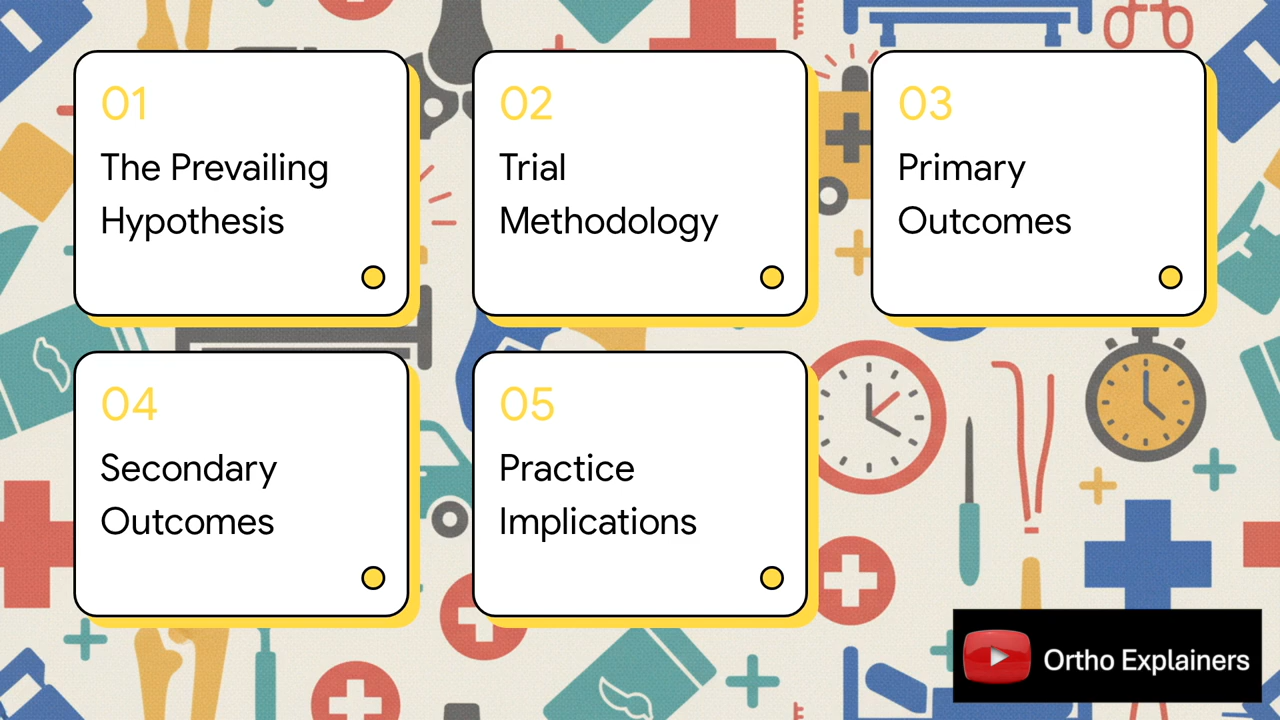 01
The Prevailing
Hypothesis
02
Trial
Methodology
03
Primary
Outcomes
04
Secondary
Outcomes
05
Practice
Implications
Ortho Explainers